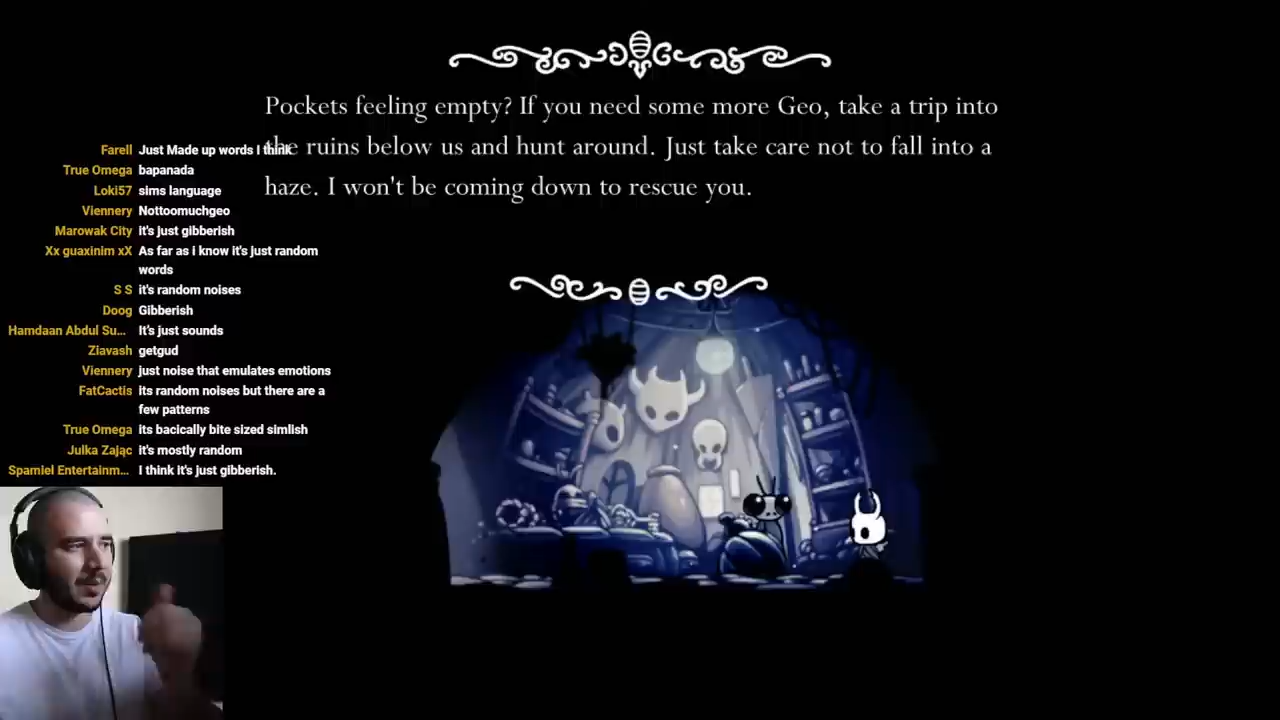 Pockets feeling empty? If you need some more Geo, take a trip into
the ruins below us and hunt around. Just take care not to fall into a
haze. I won't be coming down to rescue you.
Farell Just Made up words I think
True Omega bapanada
Loki57 sims language
Viennery Nottoomuchgeo
Marowak City it's just gibberish
Xx guaxinim xX As far as i know it's just random
words
S S it's random noises
Doog Gibberish
Hamdaan Abdul Su... It's just sounds
Ziavash getgud
Viennery just noise that emulates emotions
FatCactis its random noises but there are a
few patterns
True Omega its bacically bite sized simlish
Julka Zając it's mostly random
Spamlel Entertainm... I think it's just gibberish.